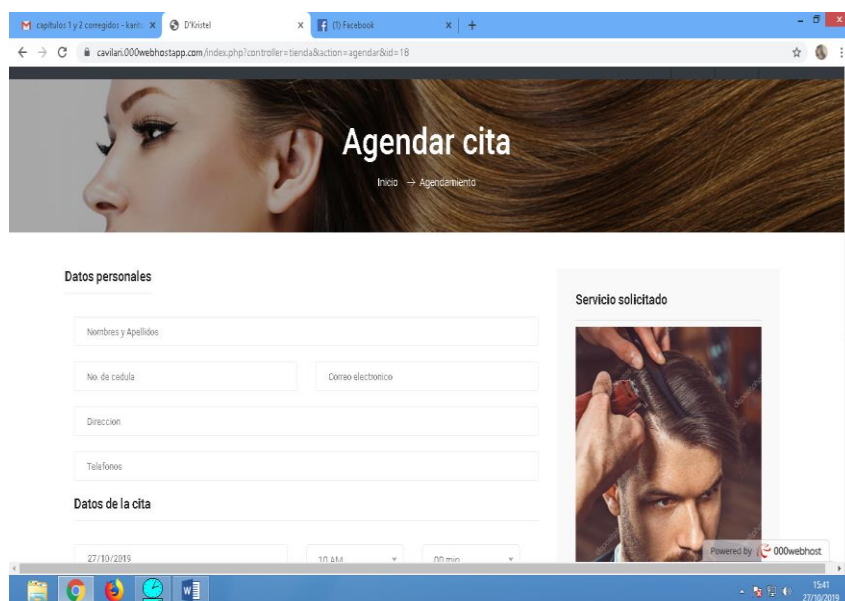 capitulos 1 y 2 corregidos - kant
D'Kristel
(1) Facebook
cavilari.000webhostapp.com/index.php?controller=tienda&action=agendar&id=18
Agendar cita
Inicio → Agendamiento
Datos personales
Servicio solicitado
Nombres y Apellidos
No. de cedula
Correo electronico
Direccion
Telefonos
Datos de la cita
27/10/2019
10 AM
00 min
Powered by 000webhost
15:41
27/10/2019